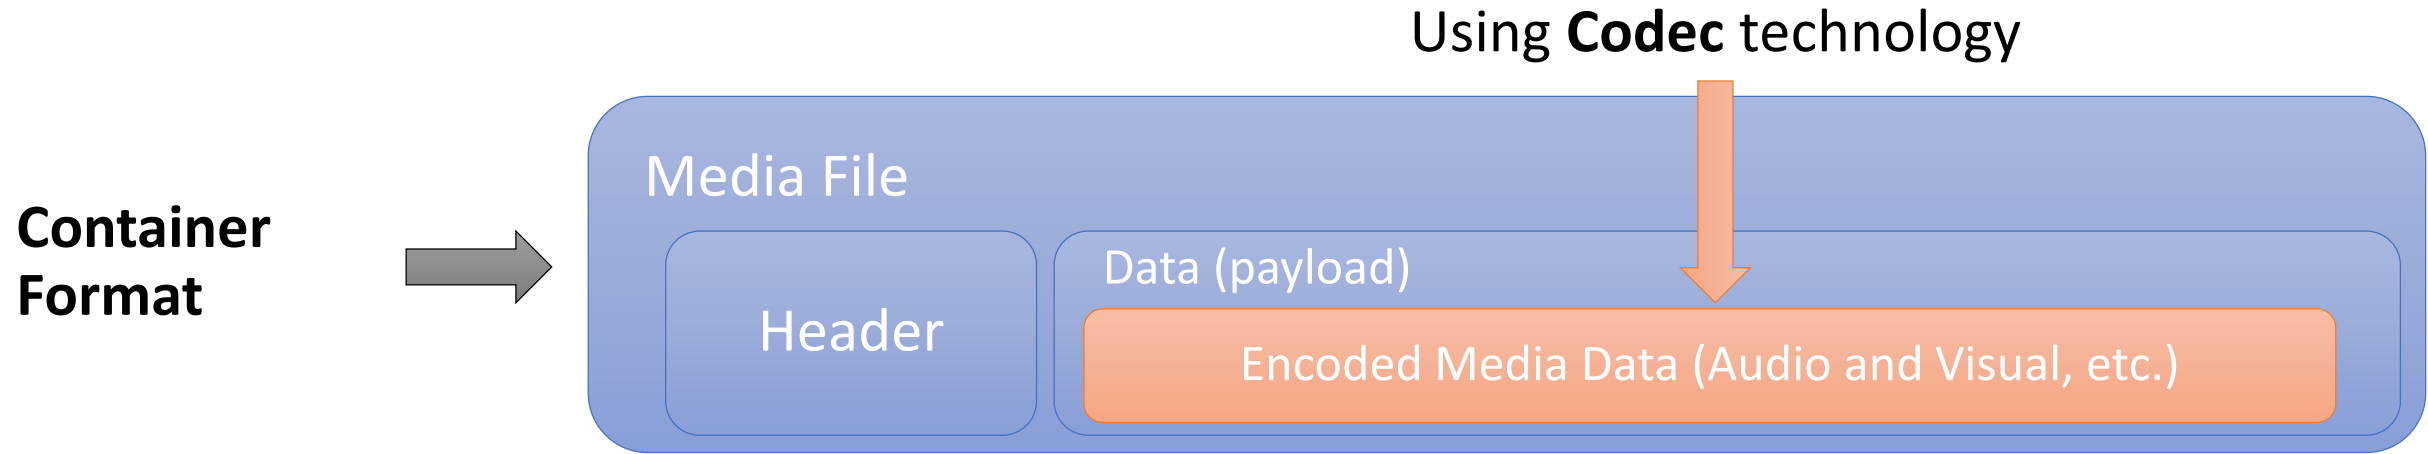 Using Codec technology
Media File
Container
Format
Data (payload)
Header
Encoded Media Data (Audio and Visual, etc.)